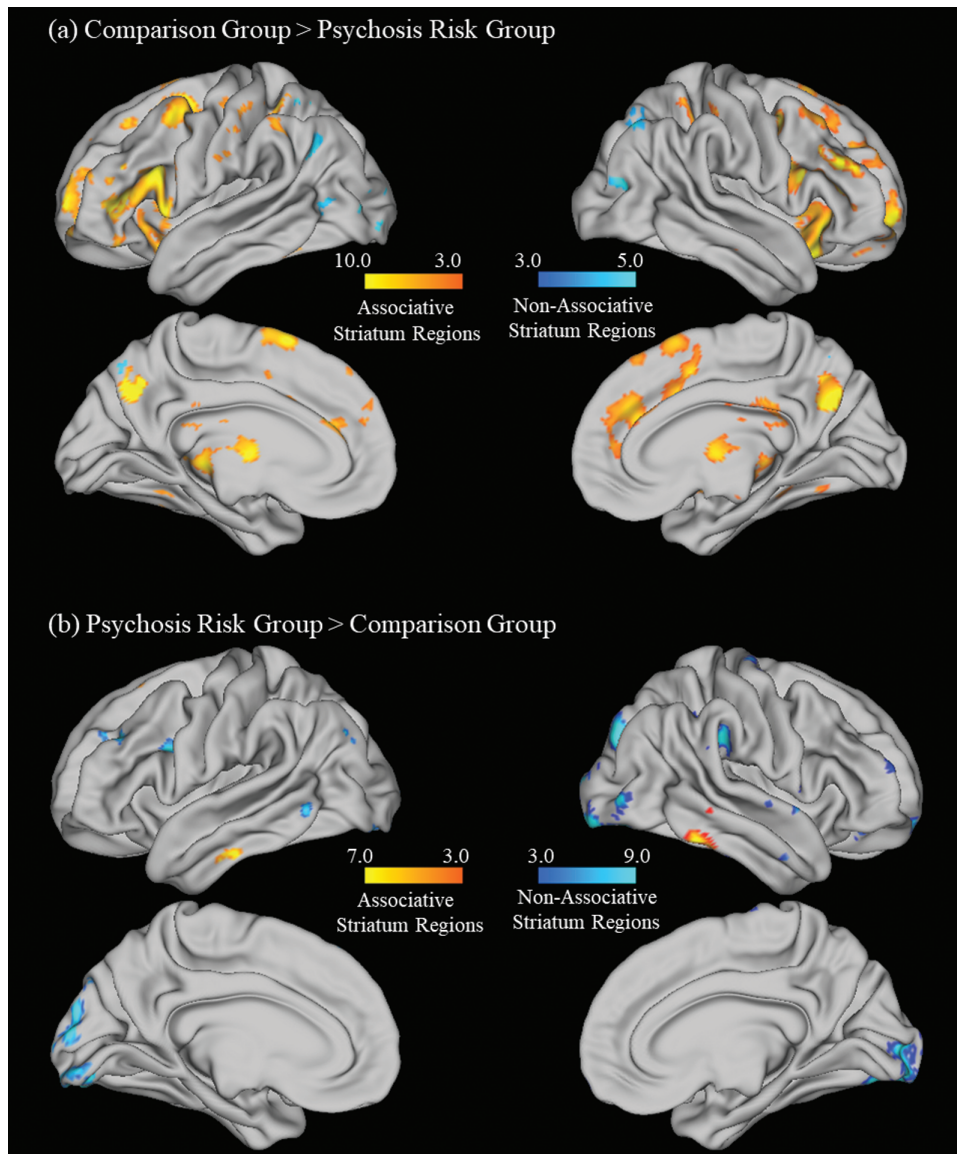 (a) Comparison Group > Psychosis Risk Group
10.0 3.0
Associative
Striatum Regions
3.0 5.0
Non-Associative
Striatum Regions
(b) Psychosis Risk Group > Comparison Group
7.0 3.0
Associative
Striatum Regions
3.0 9.0
Non-Associative
Striatum Regions